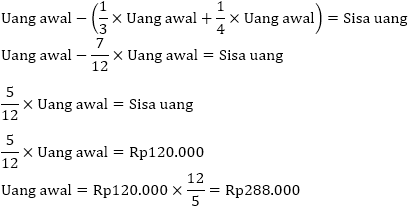 Uang awal − (1/3 × Uang awal + 1/4 × Uang awal) = Sisa uang
Uang awal − 7/12 × Uang awal = Sisa uang
5/12 × Uang awal = Sisa uang
5/12 × Uang awal = Rp120.000
Uang awal = Rp120.000 × 12/5 = Rp288.000